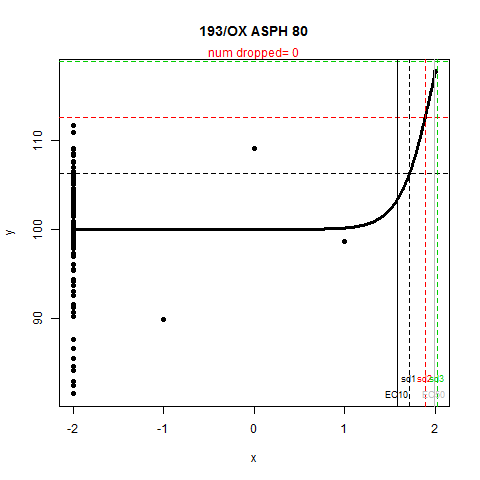 193/OX ASPH 80
num dropped= 0
y
110
100
90
sd1 sd2 sd3
EC10 EC50
-2 -1 0 1 2
x